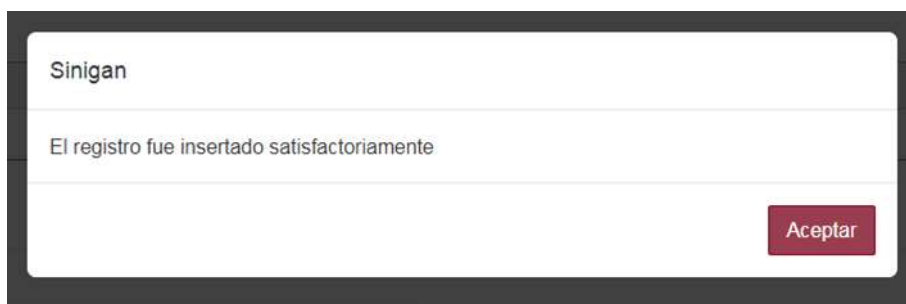 Sinigan
El registro fue insertado satisfactoriamente
Aceptar